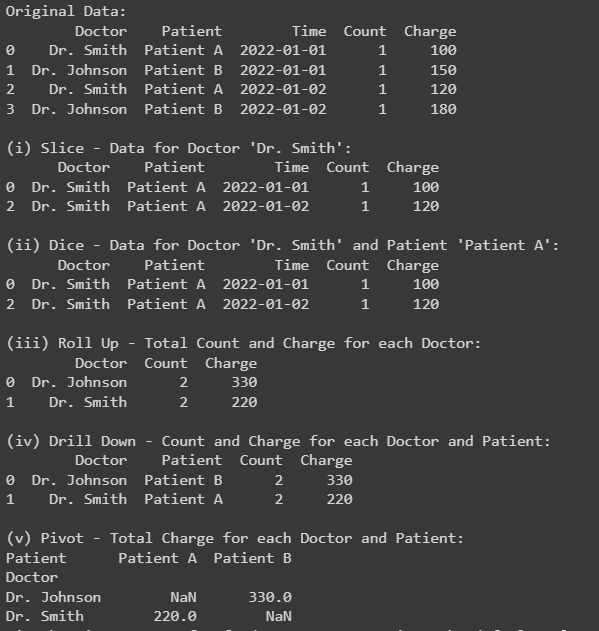 Original Data:
        Doctor    Patient        Time  Count  Charge
0    Dr. Smith  Patient A  2022-01-01      1     100
1  Dr. Johnson  Patient B  2022-01-01      1     150
2    Dr. Smith  Patient A  2022-01-02      1     120
3  Dr. Johnson  Patient B  2022-01-02      1     180

(i) Slice - Data for Doctor 'Dr. Smith':
      Doctor    Patient        Time  Count  Charge
0  Dr. Smith  Patient A  2022-01-01      1     100
2  Dr. Smith  Patient A  2022-01-02      1     120

(ii) Dice - Data for Doctor 'Dr. Smith' and Patient 'Patient A':
      Doctor    Patient        Time  Count  Charge
0  Dr. Smith  Patient A  2022-01-01      1     100
2  Dr. Smith  Patient A  2022-01-02      1     120

(iii) Roll Up - Total Count and Charge for each Doctor:
        Doctor  Count  Charge
0  Dr. Johnson      2     330
1    Dr. Smith      2     220

(iv) Drill Down - Count and Charge for each Doctor and Patient:
        Doctor    Patient  Count  Charge
0  Dr. Johnson  Patient B      2     330
1    Dr. Smith  Patient A      2     220

(v) Pivot - Total Charge for each Doctor and Patient:
Patient      Patient A  Patient B
Doctor
Dr. Johnson        NaN      330.0
Dr. Smith        220.0        NaN